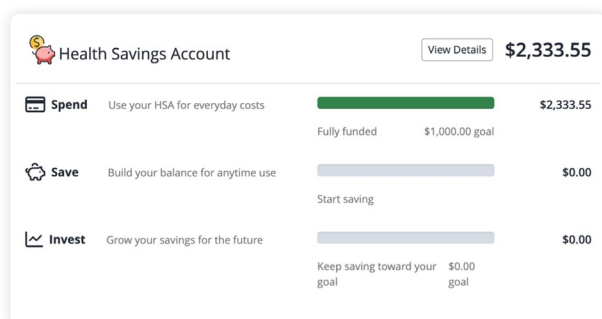 Health Savings Account
View Details
$2,333.55
Spend
Use your HSA for everyday costs
$2,333.55
Fully funded
$1,000.00 goal
Save
Build your balance for anytime use
$0.00
Start saving
Invest
Grow your savings for the future
$0.00
Keep saving toward your
goal
$0.00
goal